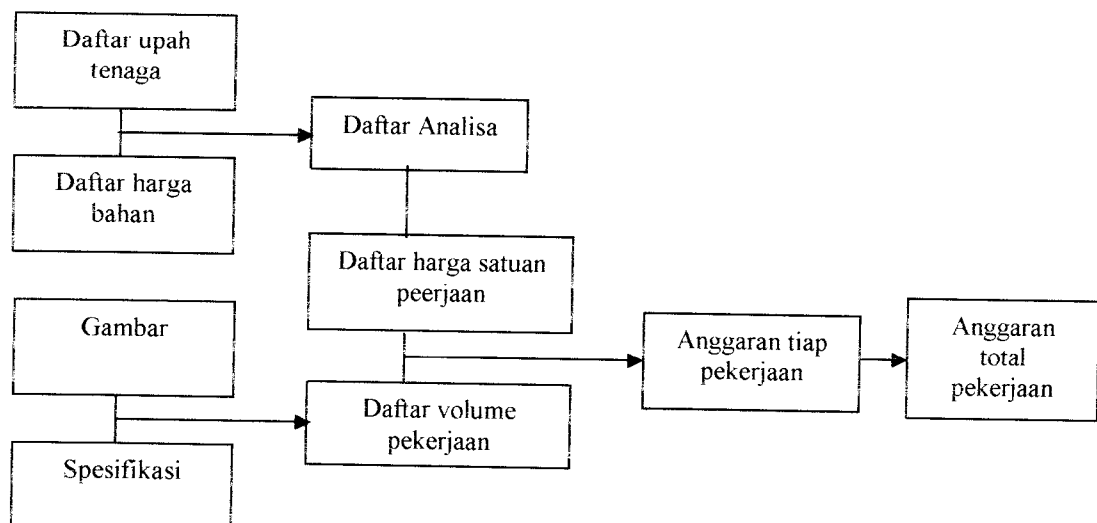 Daftar upah
tenaga
Daftar Analisa
Daftar harga
bahan
Daftar harga satuan
peerjaan
Gambar
Anggaran tiap
pekerjaan
Anggaran
total
pekerjaan
Daftar volume
pekerjaan
Spesifikasi